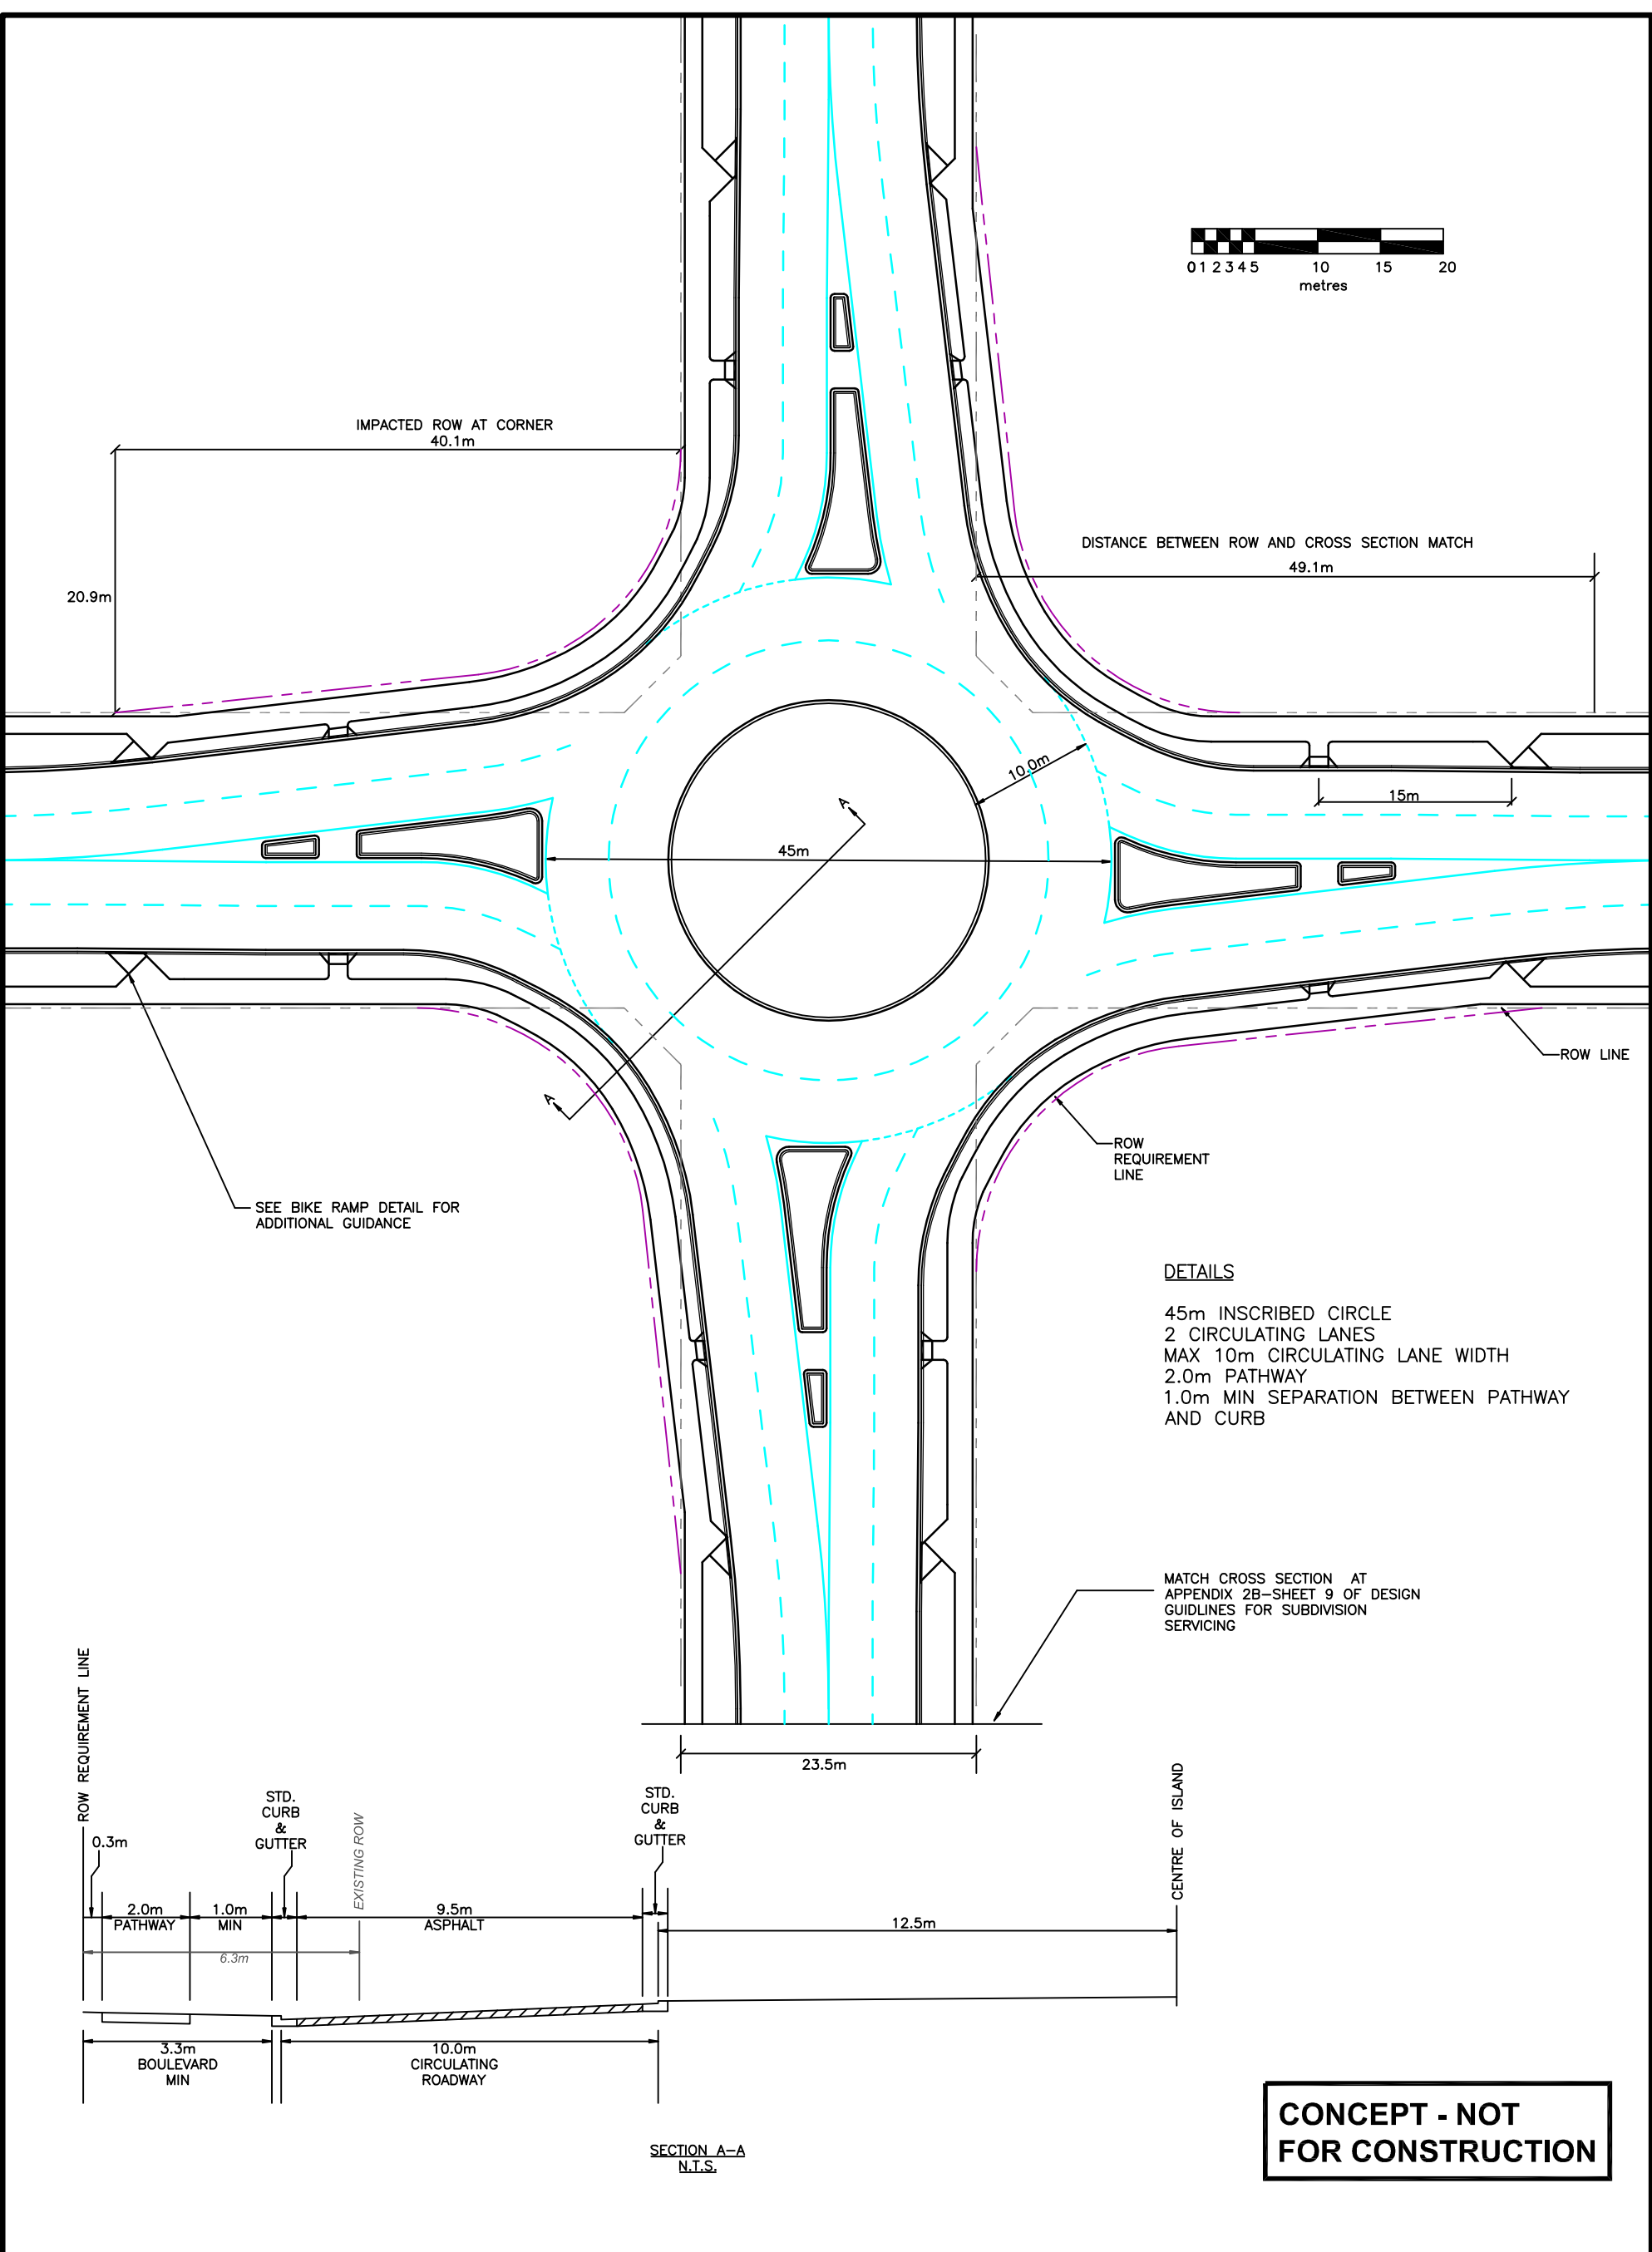 0 1 2 3 4 5 10 15 20
metres
IMPACTED ROW AT CORNER
40.1m
20.9m
DISTANCE BETWEEN ROW AND CROSS SECTION MATCH
49.1m
10.0m
15m
A
45m
A
ROW LINE
ROW
REQUIREMENT
LINE
SEE BIKE RAMP DETAIL FOR
ADDITIONAL GUIDANCE
DETAILS
45m INSCRIBED CIRCLE
2 CIRCULATING LANES
MAX 10m CIRCULATING LANE WIDTH
2.0m PATHWAY
1.0m MIN SEPARATION BETWEEN PATHWAY
AND CURB
MATCH CROSS SECTION AT
APPENDIX 2B-SHEET 9 OF DESIGN
GUIDLINES FOR SUBDIVISION
SERVICING
23.5m
ROW REQUIREMENT LINE
0.3m
STD.
CURB
&
GUTTER
EXISTING ROW
STD.
CURB
&
GUTTER
CENTRE OF ISLAND
2.0m
PATHWAY
1.0m
MIN
9.5m
ASPHALT
12.5m
6.3m
3.3m
BOULEVARD
MIN
10.0m
CIRCULATING
ROADWAY
SECTION A-A
N.T.S.
CONCEPT - NOT
FOR CONSTRUCTION